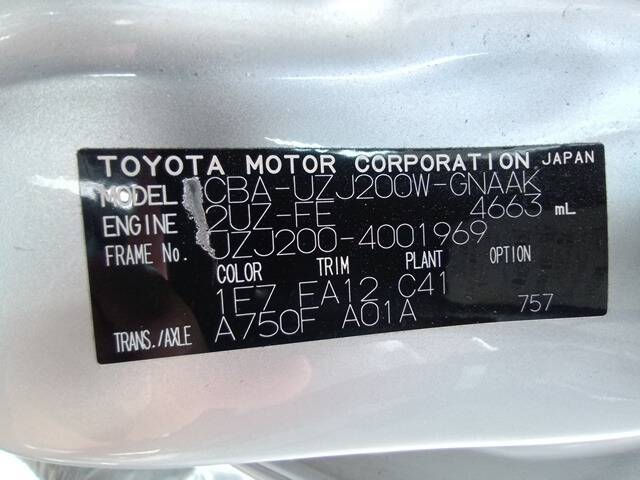 TOYOTA MOTOR CORPORATION JAPAN
MODEL CBA-UZJ200W-GNAAK
ENGINE 2UZ-FE 4663 mL
FRAME No. UZJ200-4001969
COLOR TRIM PLANT OPTION
1E7 FA12 C41
TRANS./AXLE A750F A01A 757